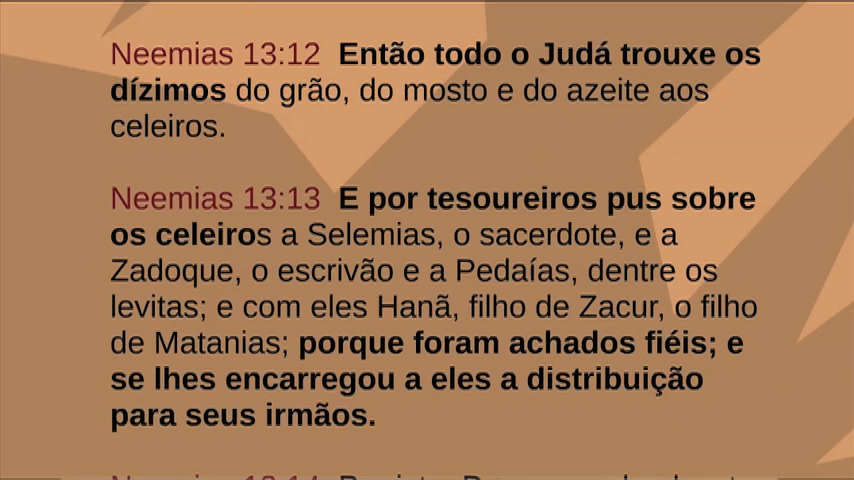 Neemias 13:12 Então todo o Judá trouxe os
dízimos do grão, do mosto e do azeite aos
celeiros.
Neemias 13:13 E por tesoureiros pus sobre
os celeiros a Selemias, o sacerdote, e a
Zadoque, o escrivão e a Pedaías, dentre os
levitas; e com eles Hanã, filho de Zacur, o filho
de Matanias; porque foram achados fiéis; e
se lhes encarregou a eles a distribuição
para seus irmãos.